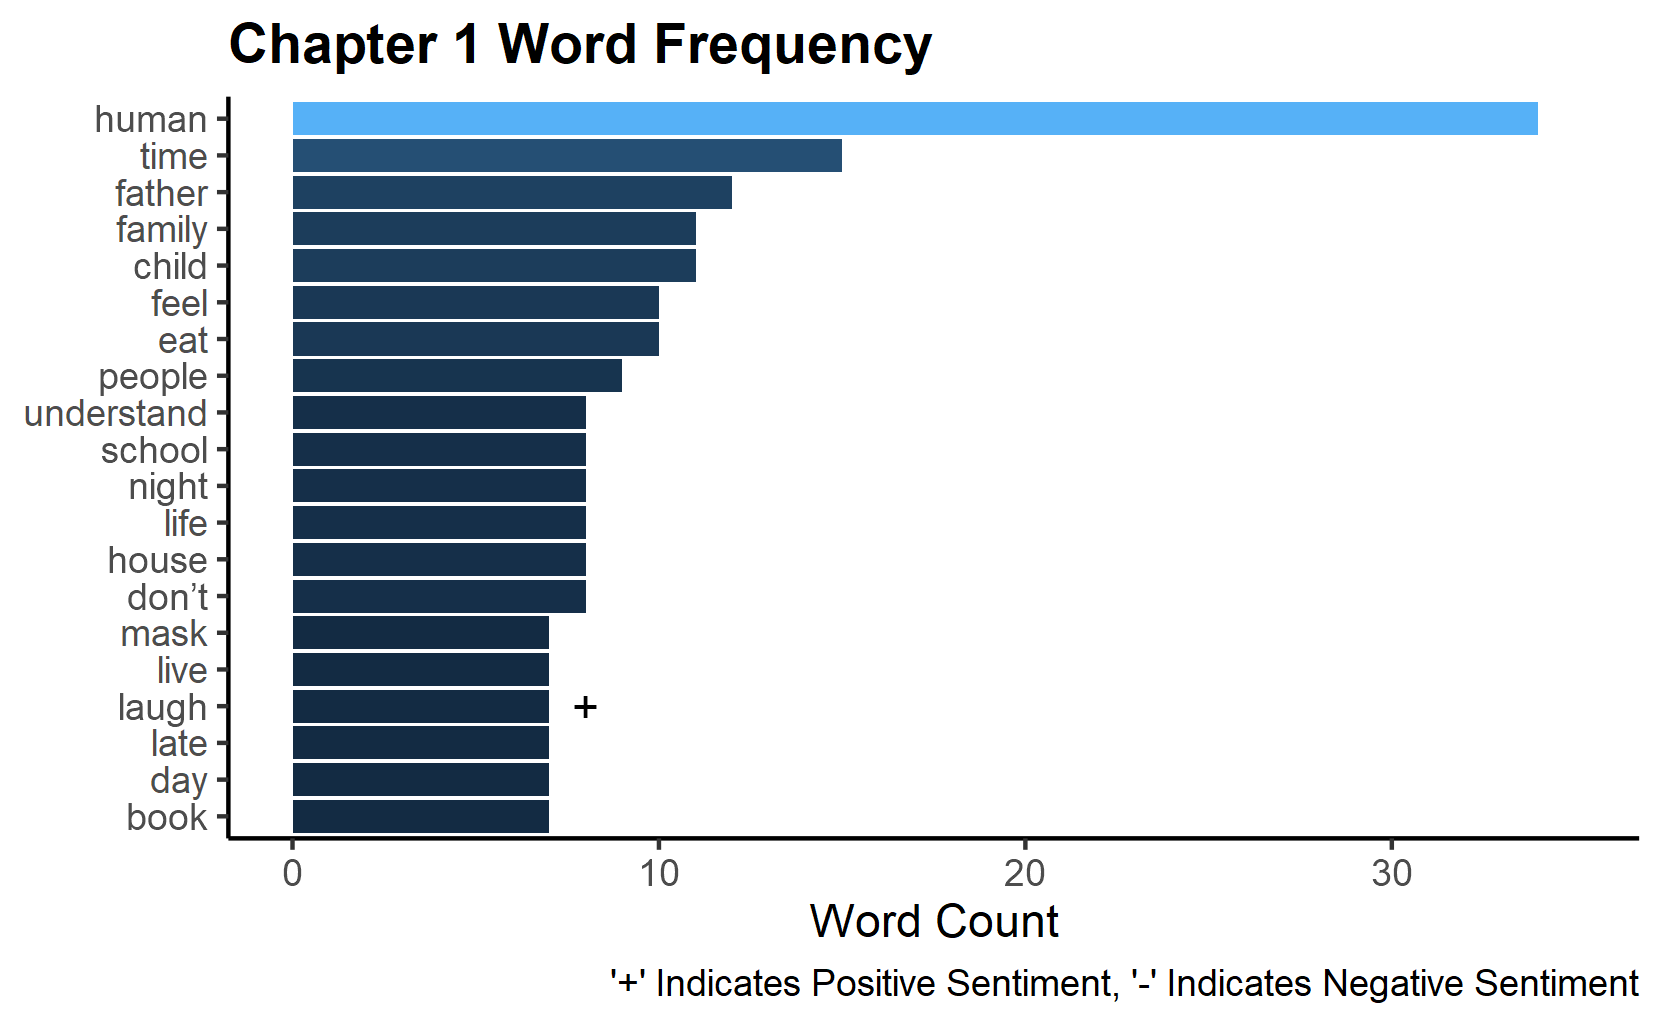 Chapter 1 Word Frequency
human
time
father
family
child
feel
eat
people
understand
school
night
life
house
don’t
mask
live
laugh +
late
day
book
0 10 20 30
Word Count
'+' Indicates Positive Sentiment, '-' Indicates Negative Sentiment